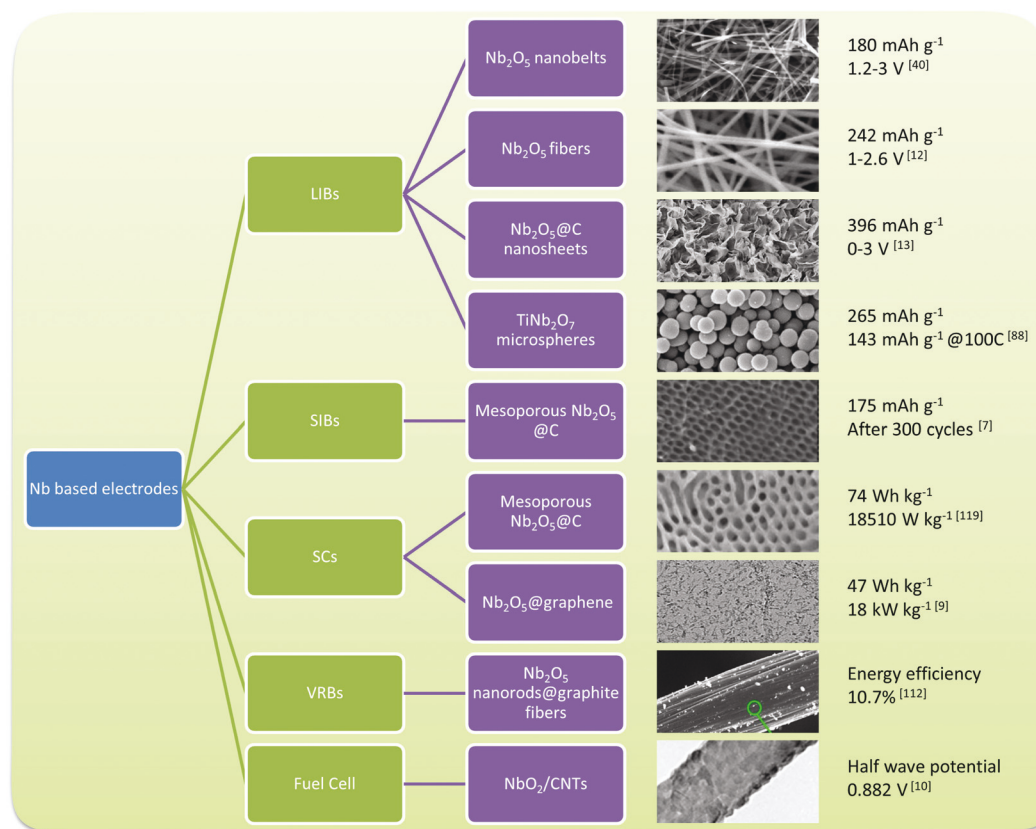 Nb based electrodes
LIBs
Nb₂O₅ nanobelts
180 mAh g⁻¹
1.2-3 V [40]
Nb₂O₅ fibers
242 mAh g⁻¹
1-2.6 V [12]
Nb₂O₅@C
nanosheets
396 mAh g⁻¹
0-3 V [13]
TiNb₂O₇
microspheres
265 mAh g⁻¹
143 mAh g⁻¹ @100C [88]
SIBs
Mesoporous Nb₂O₅
@C
175 mAh g⁻¹
After 300 cycles [7]
SCs
Mesoporous
Nb₂O₅@C
74 Wh kg⁻¹
18510 W kg⁻¹ [119]
Nb₂O₅@graphene
47 Wh kg⁻¹
18 kW kg⁻¹ [9]
VRBs
Nb₂O₅
nanorods@graphite
fibers
Energy efficiency
10.7% [112]
Fuel Cell
NbO₂/CNTs
Half wave potential
0.882 V [10]